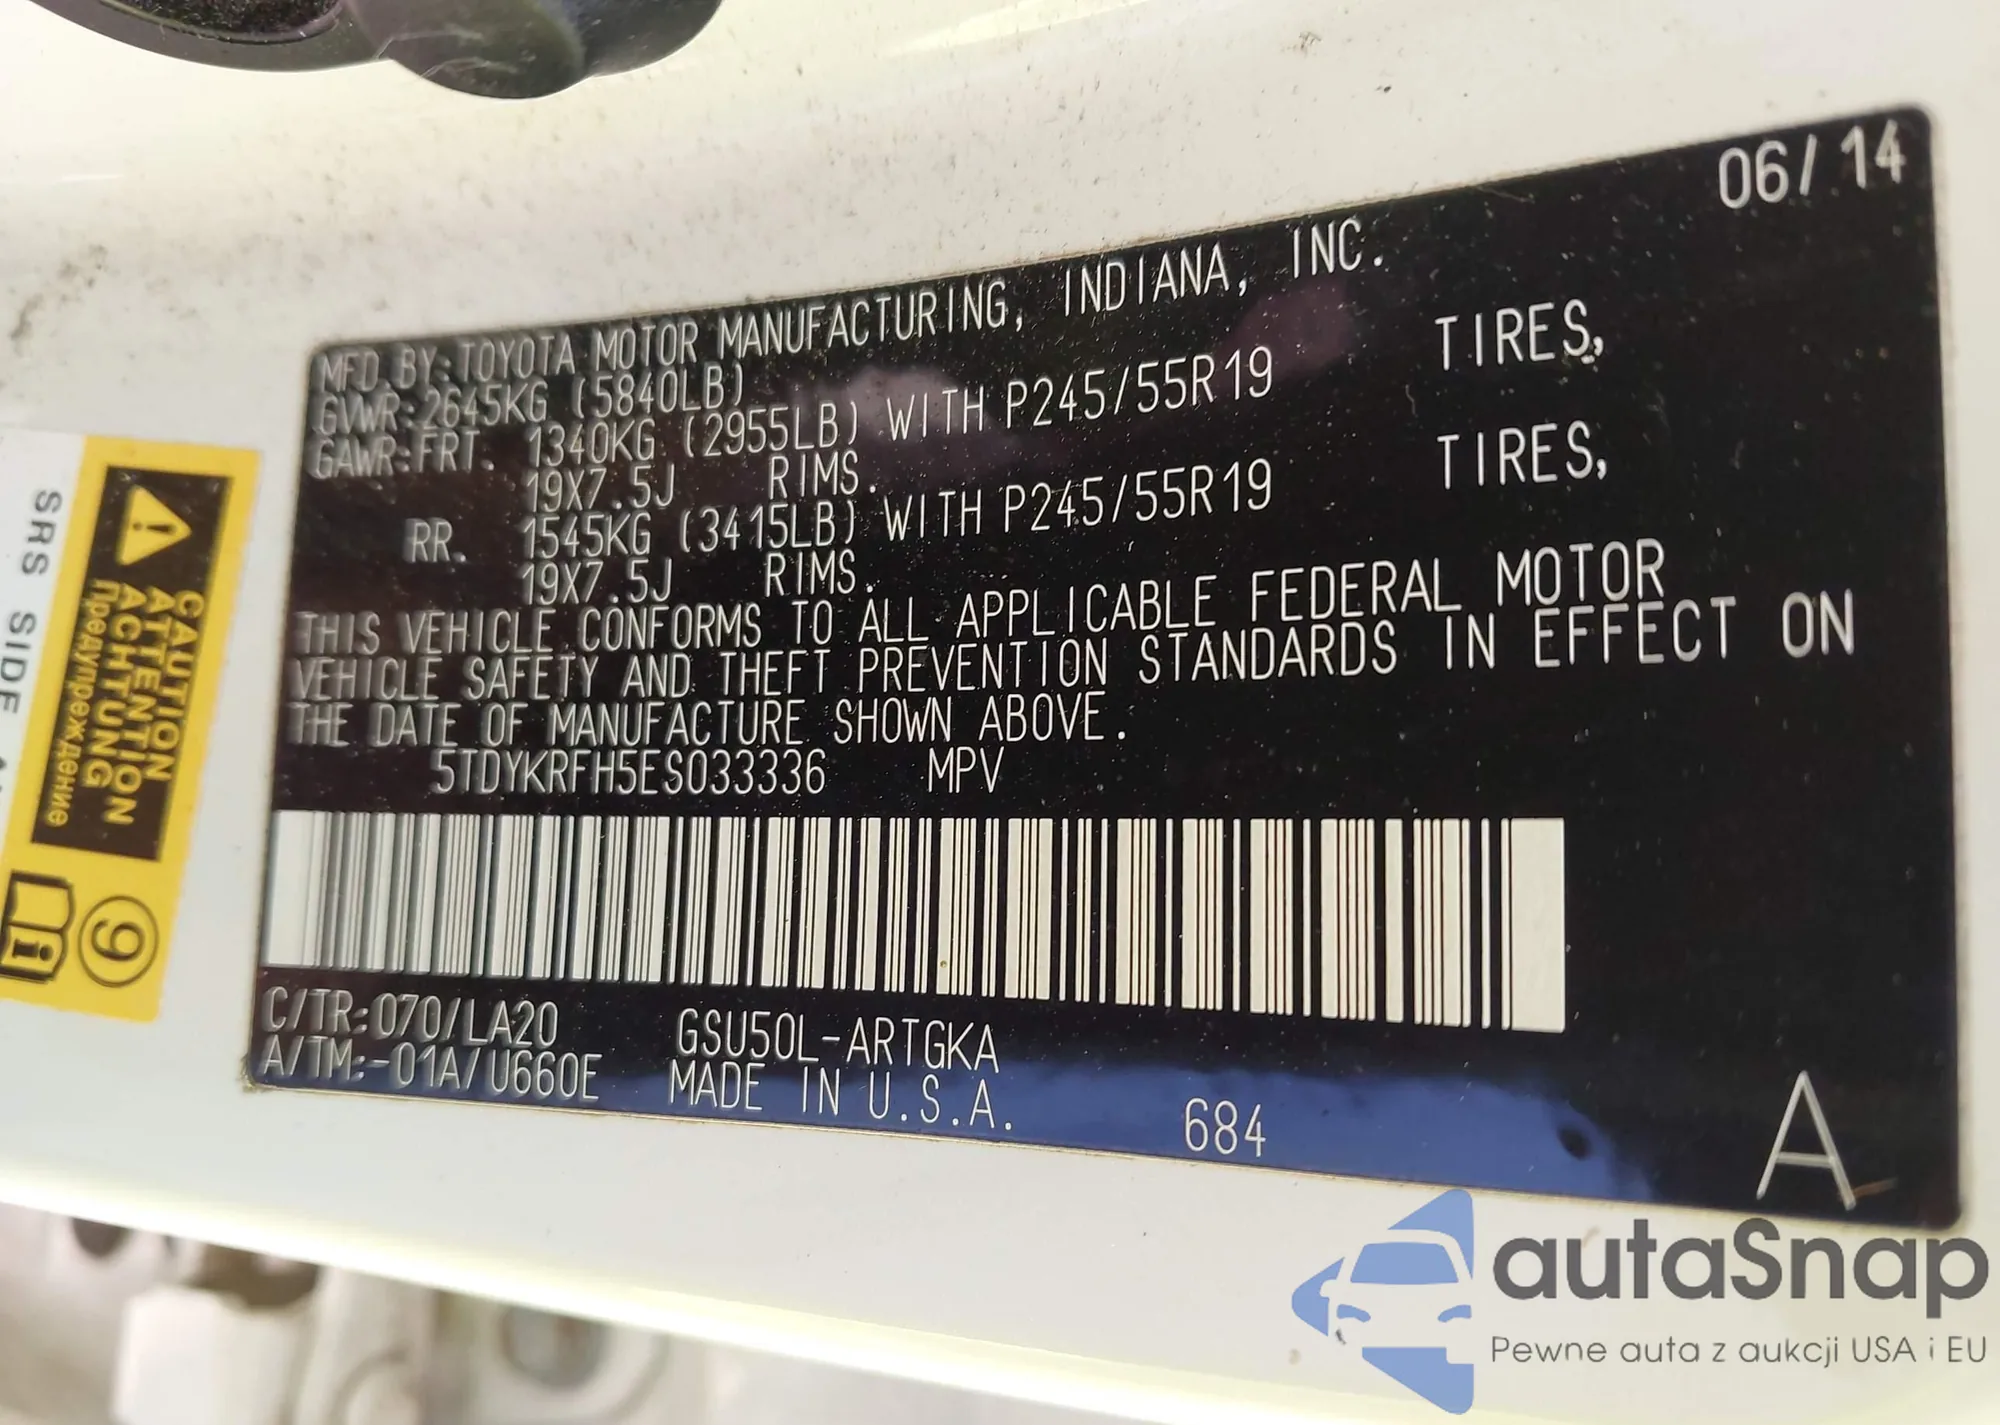 06/14
MFD BY: TOYOTA MOTOR MANUFACTURING, INDIANA, INC.
GVWR: 2645KG (5840LB)
GAWR: FRT. 1340KG (2955LB) WITH P245/55R19 TIRES,
19X7.5J RIMS.
RR. 1545KG (3415LB) WITH P245/55R19 TIRES,
19X7.5J RIMS.
THIS VEHICLE CONFORMS TO ALL APPLICABLE FEDERAL MOTOR
VEHICLE SAFETY AND THEFT PREVENTION STANDARDS IN EFFECT ON
THE DATE OF MANUFACTURE SHOWN ABOVE.
5TDYKRFH5ES033336 MPV
C/TR: 070/LA20 GSU50L-ARTGKA
A/TM: -01A/U660E MADE IN U.S.A. 684 A
SRS SIDE
CAUTION
ATTENTION
ACHTUNG
Предупреждение
9
autaSnap
Pewne auta z aukcji USA i EU